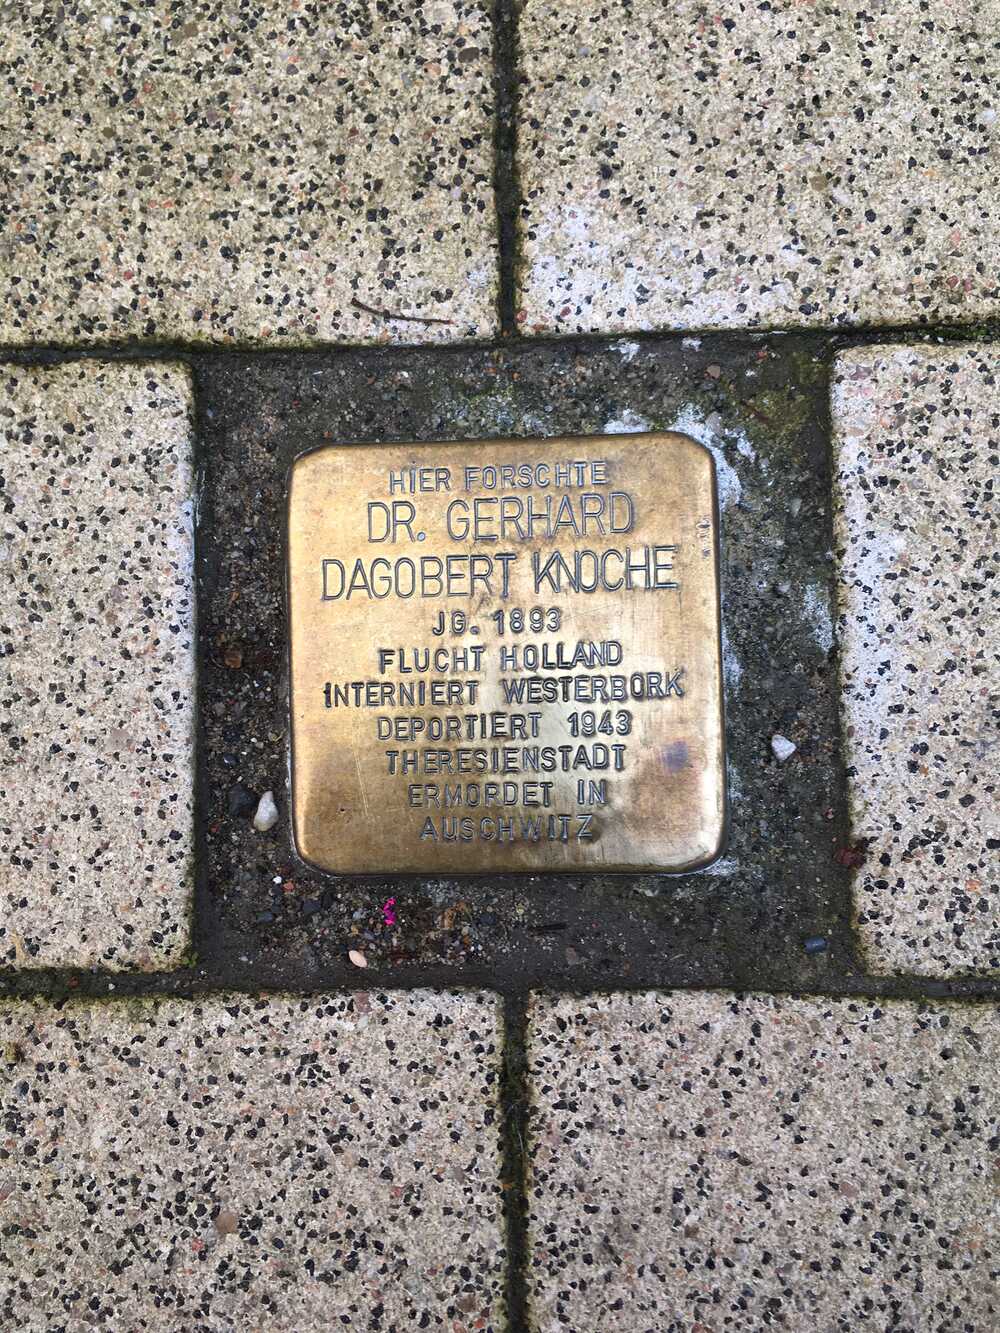 HIER FORSCHTE
DR. GERHARD
DAGOBERT KNOCHE
JG. 1893
FLUCHT HOLLAND
INTERNIERT WESTERBORK
DEPORTIERT 1943
THERESIENSTADT
ERMORDET IN
AUSCHWITZ